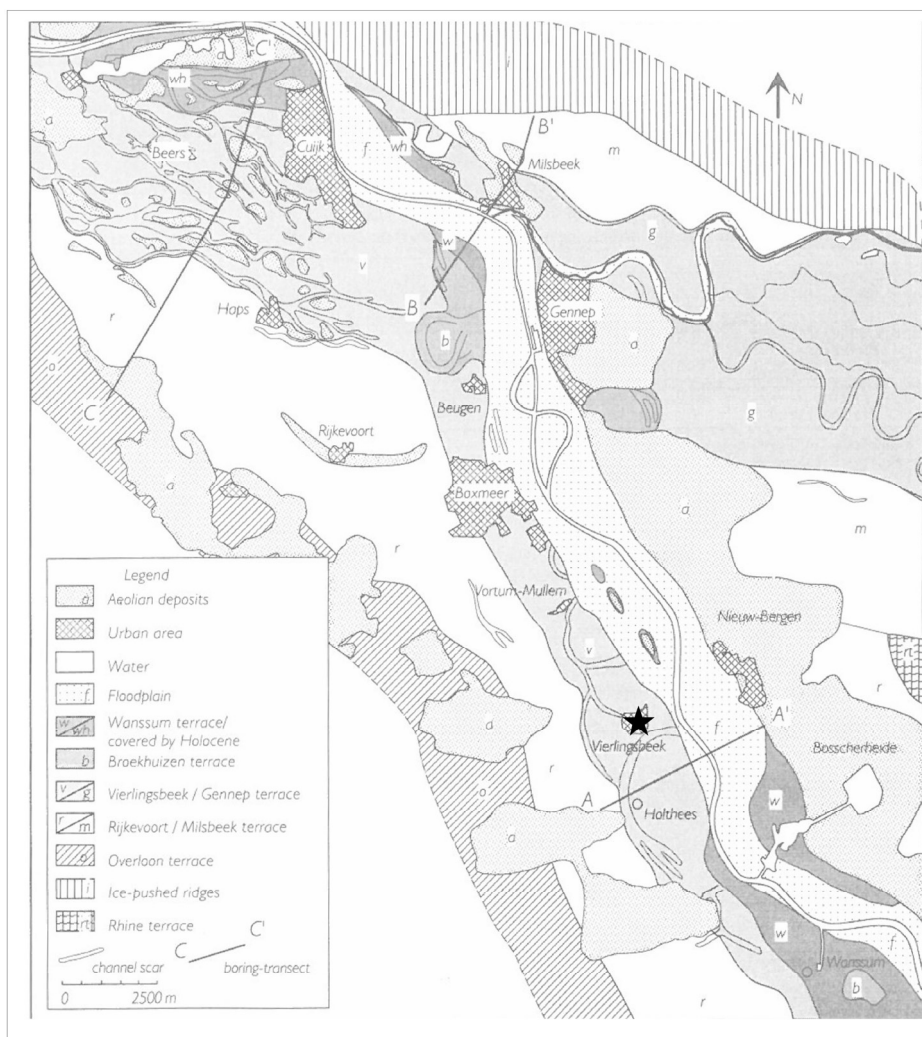 C'
i
N
wh
a
a
B'
wh
m
Beers
Cuijk
f
Milsbeek
g
w
v
B
Haps
Gennep
r
b
a
a
g
Beugen
C
Rijkevoort
a
Boxmeer
a
m
r
Vortum-Mullem
Nieuw-Bergen
v
rt
r
a
A'
f
Vierlingsbeek
Bosscherheide
r
o
A
w
Holthees
a
w
f
Wanssum
b
r
Legend
a Aeolian deposits
Urban area
Water
f Floodplain
w wh Wanssum terrace/
covered by Holocene
b Broekhuizen terrace
v g Vierlingsbeek / Gennep terrace
r m Rijkevoort / Milsbeek terrace
o Overloon terrace
i Ice-pushed ridges
rt Rhine terrace
C C'
channel scar boring-transect
0 2500 m